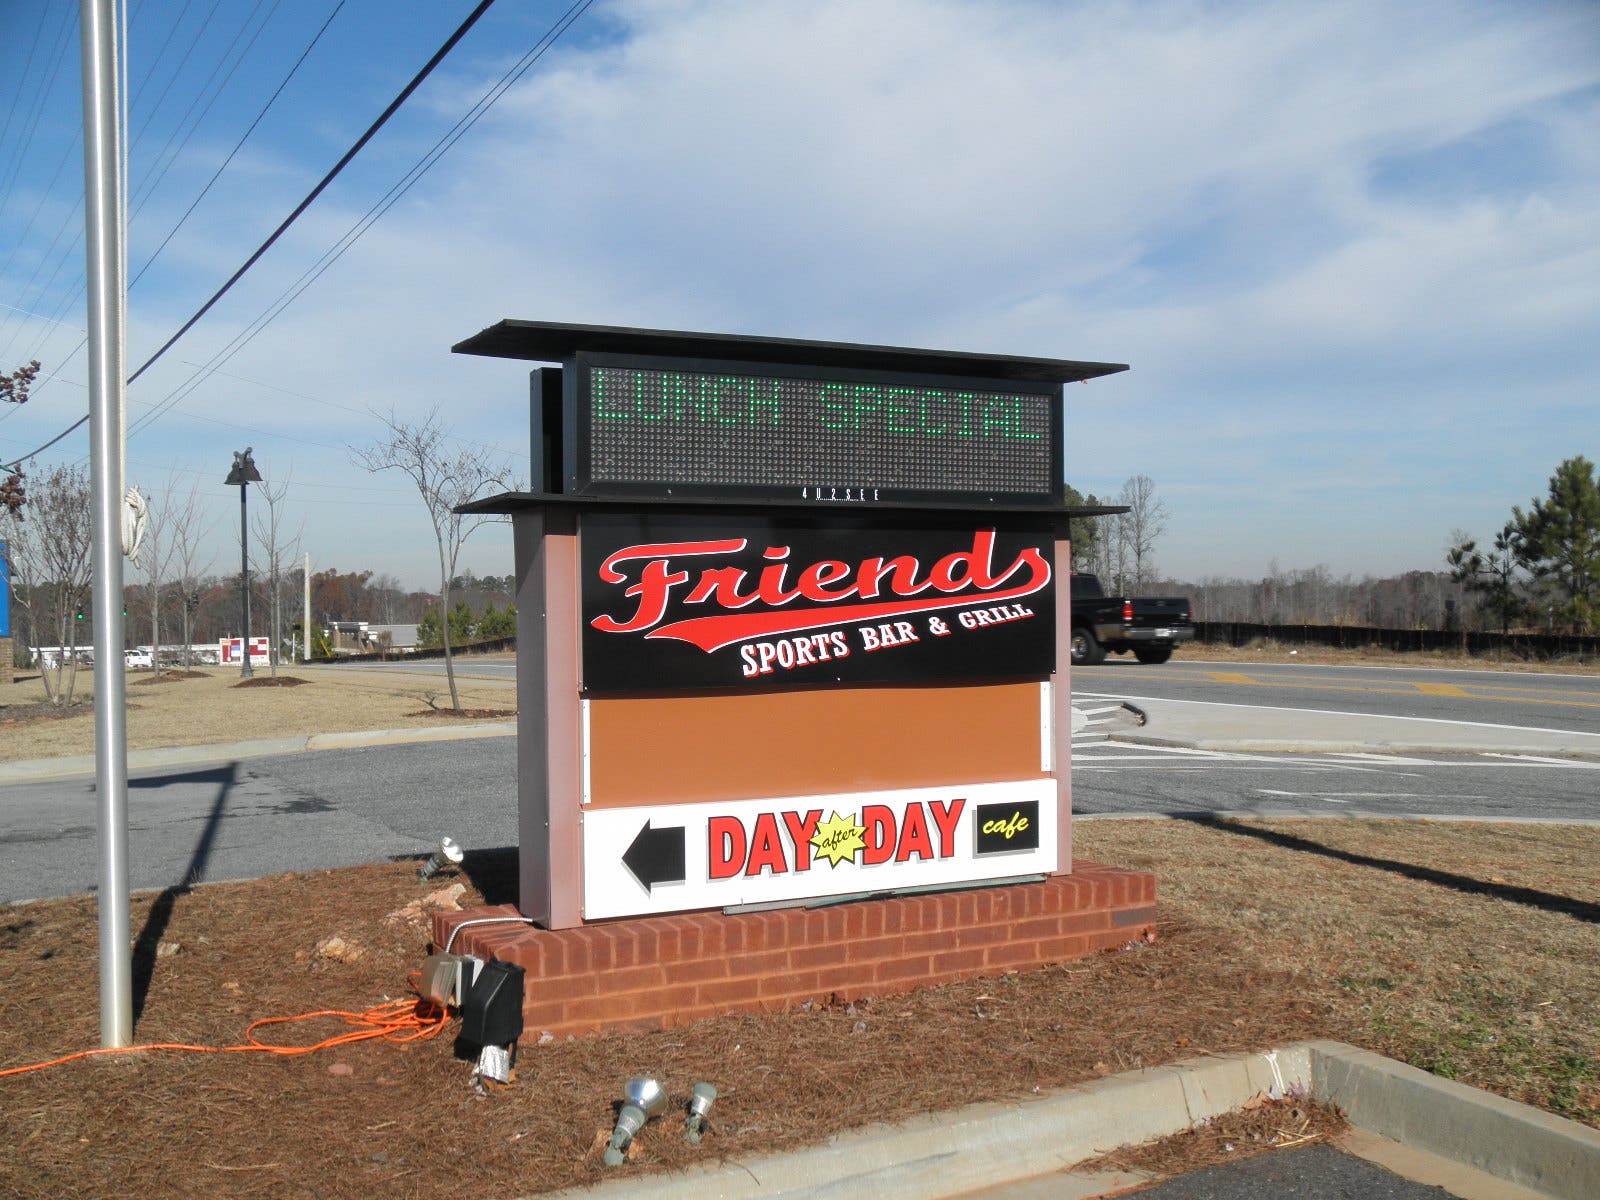 LUNCH SPECIAL
4U2SEE
Friends
SPORTS BAR & GRILL
DAY after DAY cafe